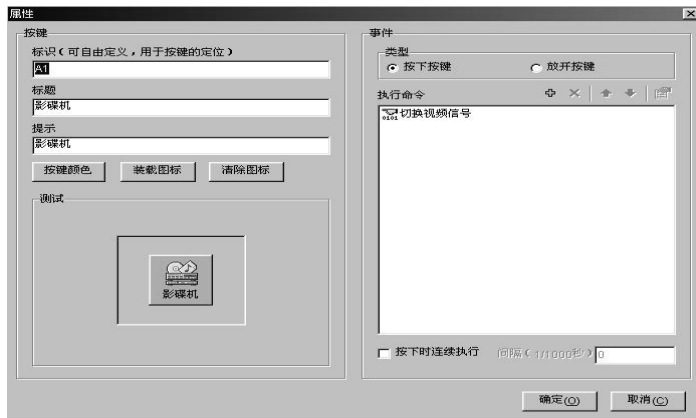 属性
按键
标识(可自由定义,用于按键的定位)
A1
标题
影碟机
提示
影碟机
按键颜色 装载图标 清除图标
测试
影碟机
事件
类型
按下按键 放开按键
执行命令
0101 切换视频信号
按下时连续执行 间隔(1/1000秒) 0
确定(O) 取消(C)